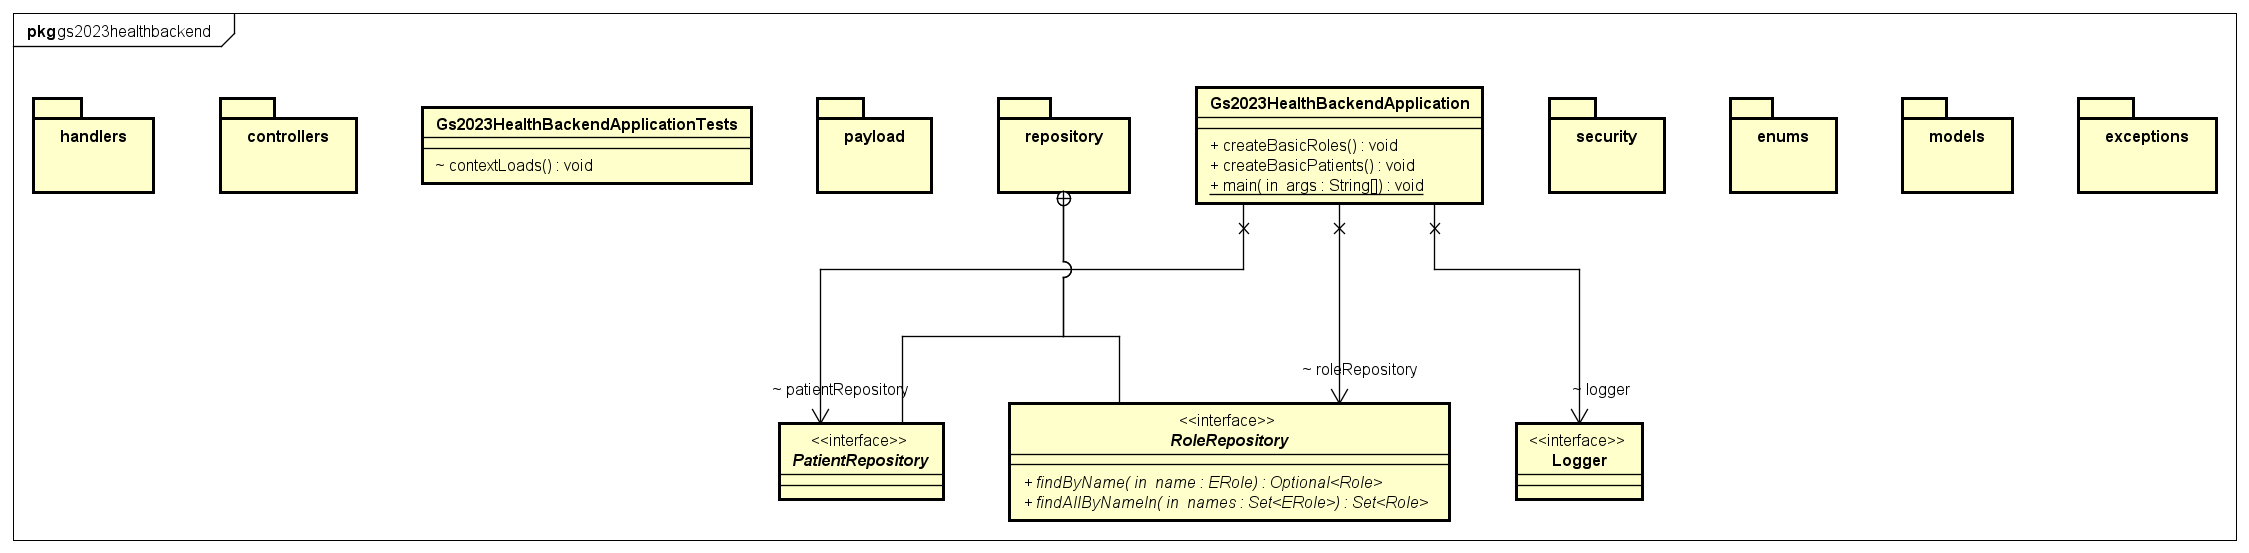 pkg gs2023healthbackend
handlers
controllers
Gs2023HealthBackendApplicationTests
~ contextLoads() : void
payload
repository
Gs2023HealthBackendApplication
+ createBasicRoles() : void
+ createBasicPatients() : void
+ main( in args : String[]) : void
security
enums
models
exceptions
~ patientRepository
~ roleRepository
~ logger
<<interface>>
PatientRepository
<<interface>>
RoleRepository
+ findByName( in name : ERole) : Optional<Role>
+ findAllByNameIn( in names : Set<ERole>) : Set<Role>
<<interface>>
Logger